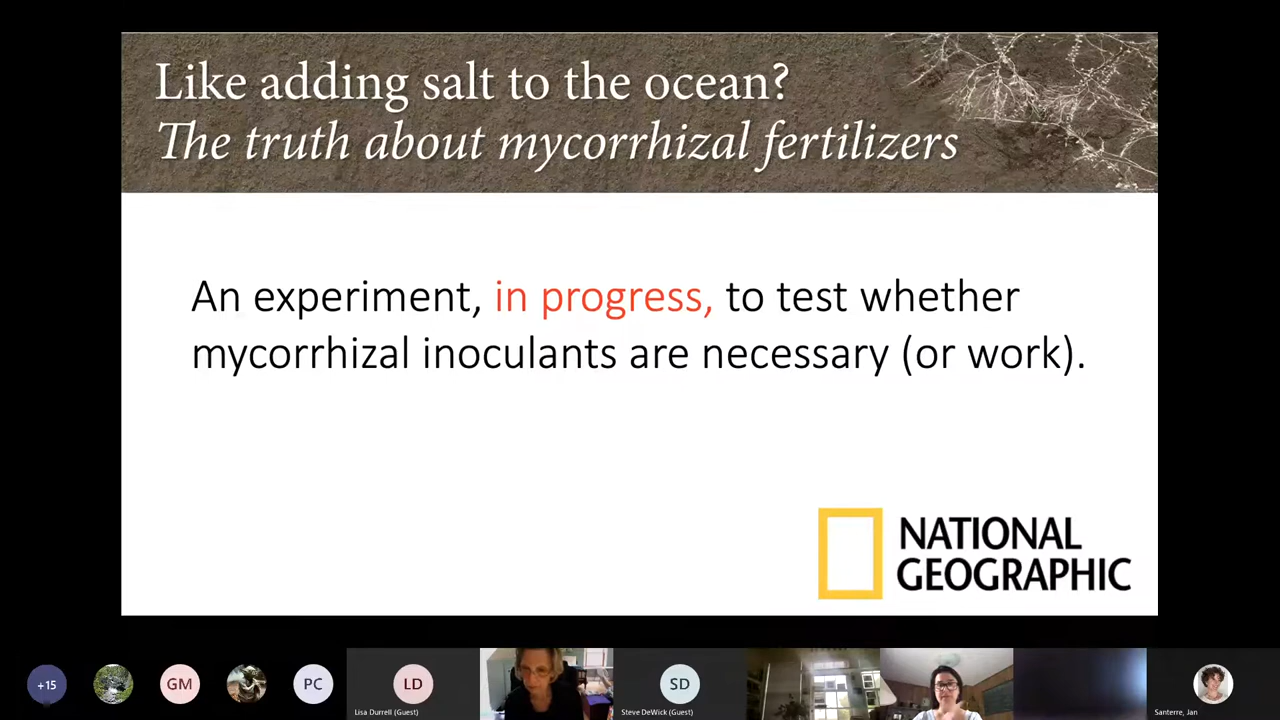 Like adding salt to the ocean?
The truth about mycorrhizal fertilizers
An experiment, in progress, to test whether
mycorrhizal inoculants are necessary (or work).
NATIONAL
GEOGRAPHIC
+15
GM
PC
LD
Lisa Durrell (Guest)
SD
Steve DeWick (Guest)
Santerre, Jan